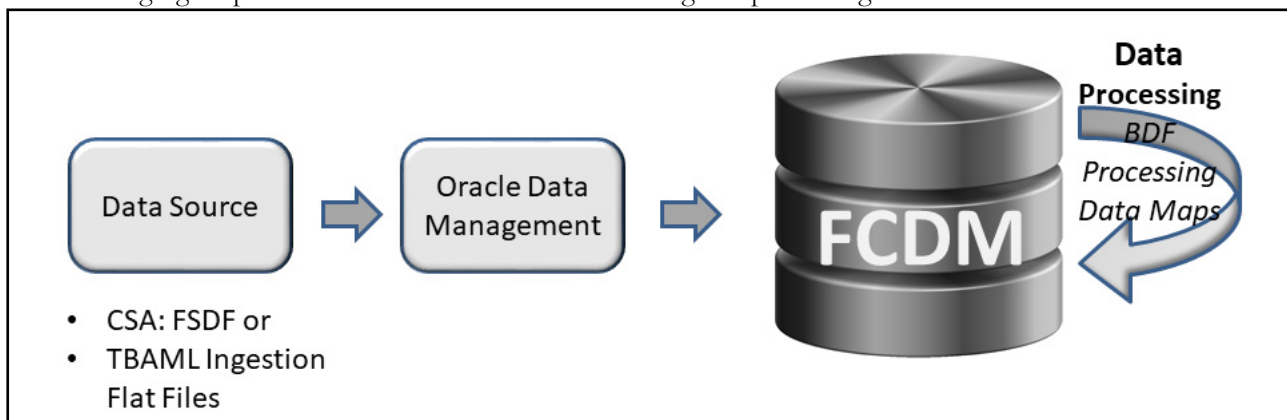 Data Source
• CSA: FSDF or
• TBAML Ingestion
Flat Files
Oracle Data
Management
FCDM
Data
Processing
BDF
Processing
Data Maps